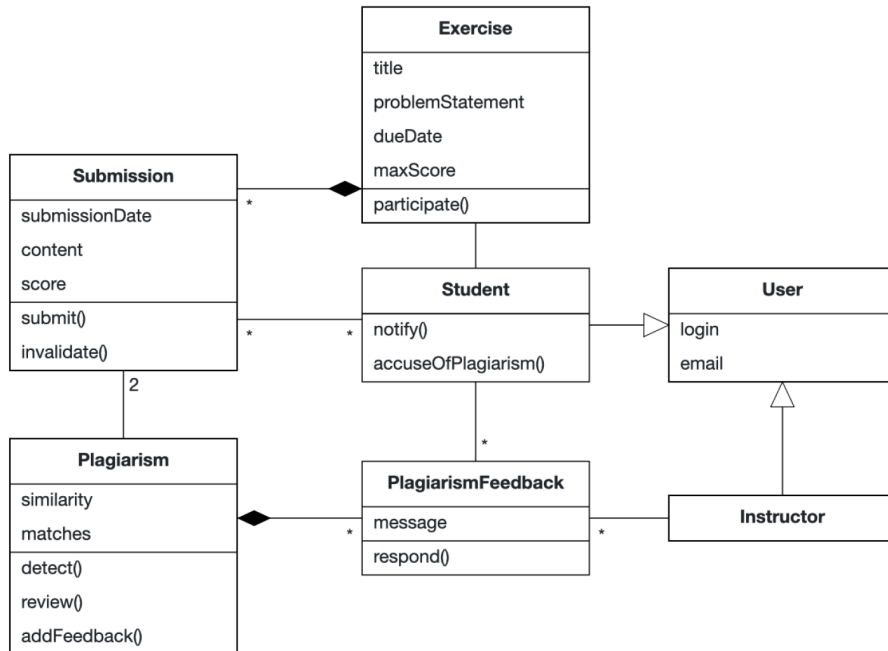 Exercise
title
problemStatement
dueDate
maxScore
participate()
Submission
submissionDate
content
score
submit()
invalidate()
*
Student
notify()
accuseOfPlagiarism()
User
login
email
*
*
2
*
Plagiarism
similarity
matches
detect()
review()
addFeedback()
PlagiarismFeedback
message
respond()
*
*
Instructor